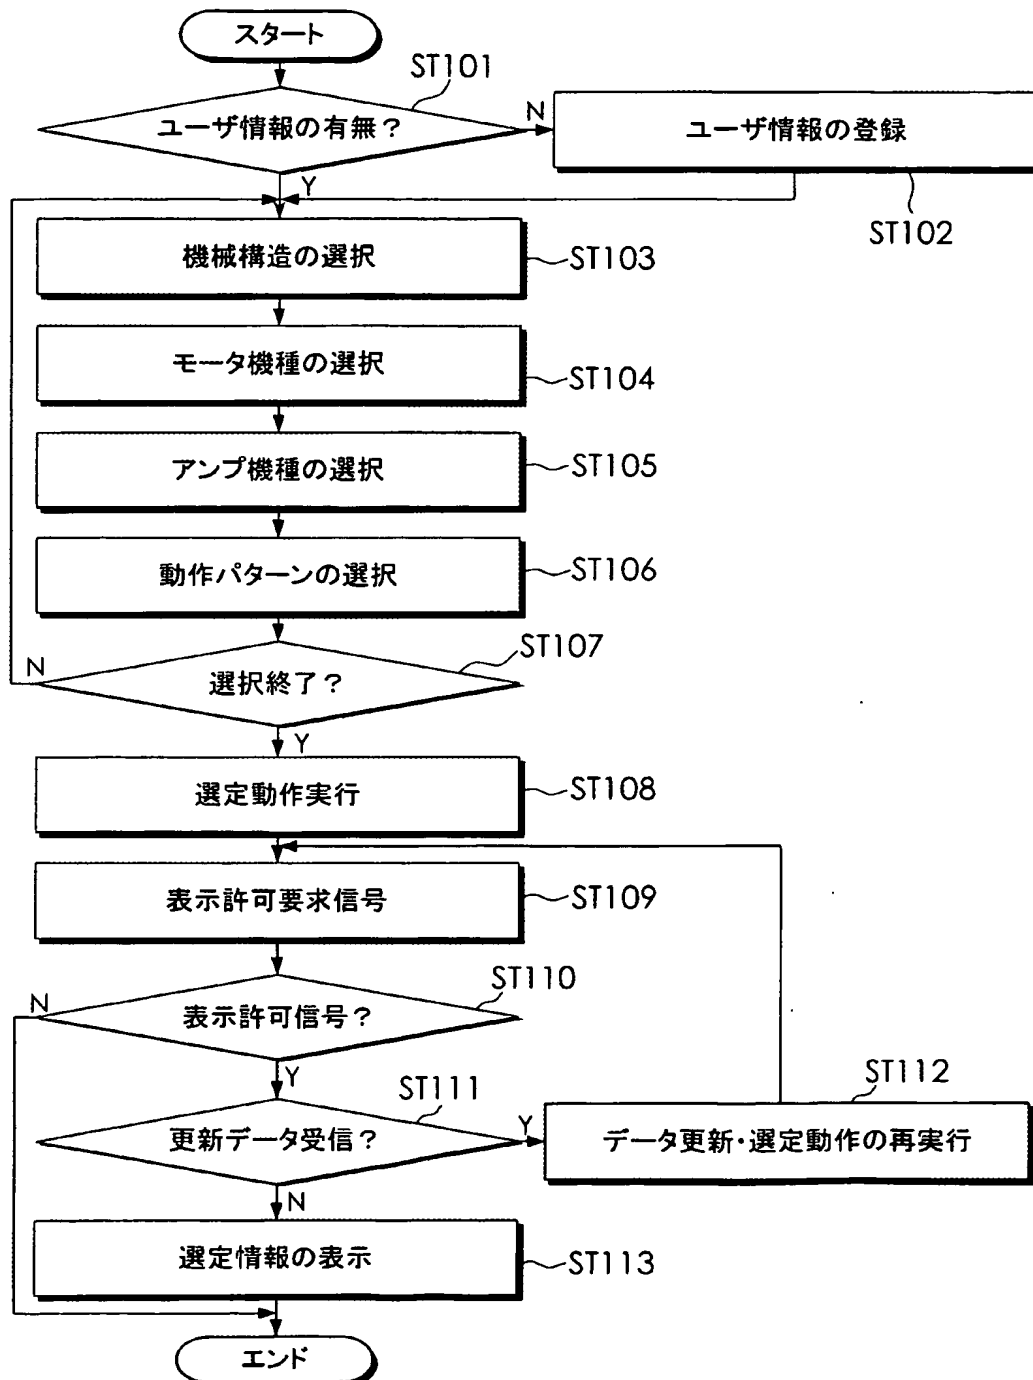 スタート
ST101
ユーザ情報の有無?
N
ユーザ情報の登録
Y
ST102
機械構造の選択
ST103
モータ機種の選択
ST104
アンプ機種の選択
ST105
動作パターンの選択
ST106
ST107
N
選択終了?
Y
選定動作実行
ST108
表示許可要求信号
ST109
ST110
N
表示許可信号?
Y
ST111
ST112
更新データ受信?
Y
データ更新・選定動作の再実行
N
選定情報の表示
ST113
エンド